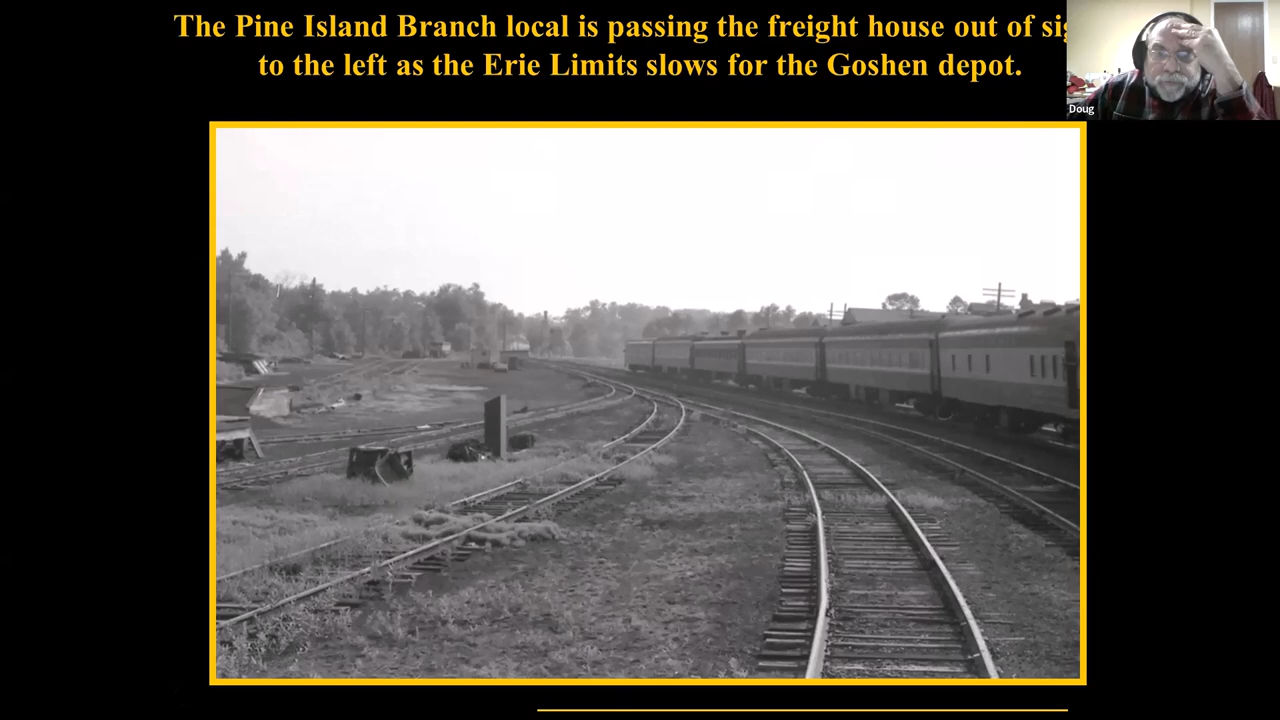 The Pine Island Branch local is passing the freight house out of
to the left as the Erie Limits slows for the Goshen depot.
Doug